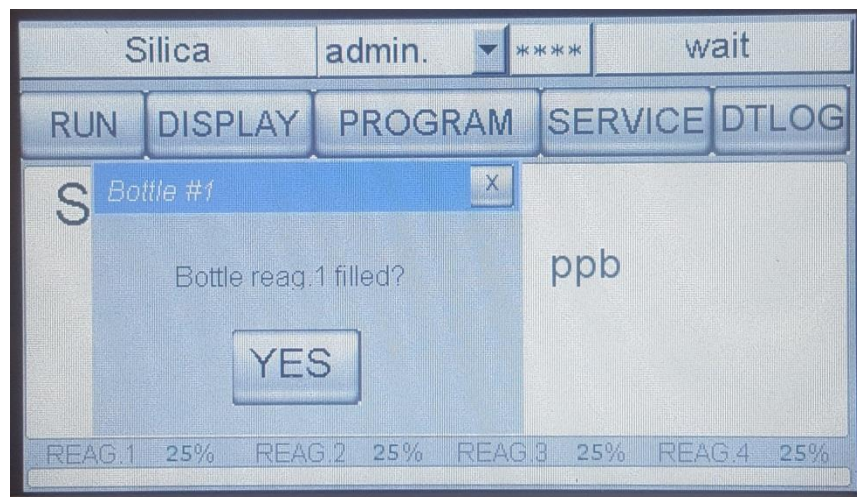 Silica admin. **** wait
RUN DISPLAY PROGRAM SERVICE DTLOG
Bottle #1 X
S
Bottle reag.1 filled?
ppb
YES
REAG.1 25% REAG.2 25% REAG.3 25% REAG.4 25%